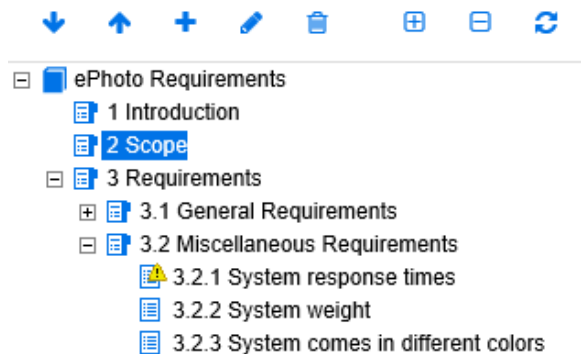 ePhoto Requirements
1 Introduction
2 Scope
3 Requirements
3.1 General Requirements
3.2 Miscellaneous Requirements
3.2.1 System response times
3.2.2 System weight
3.2.3 System comes in different colors